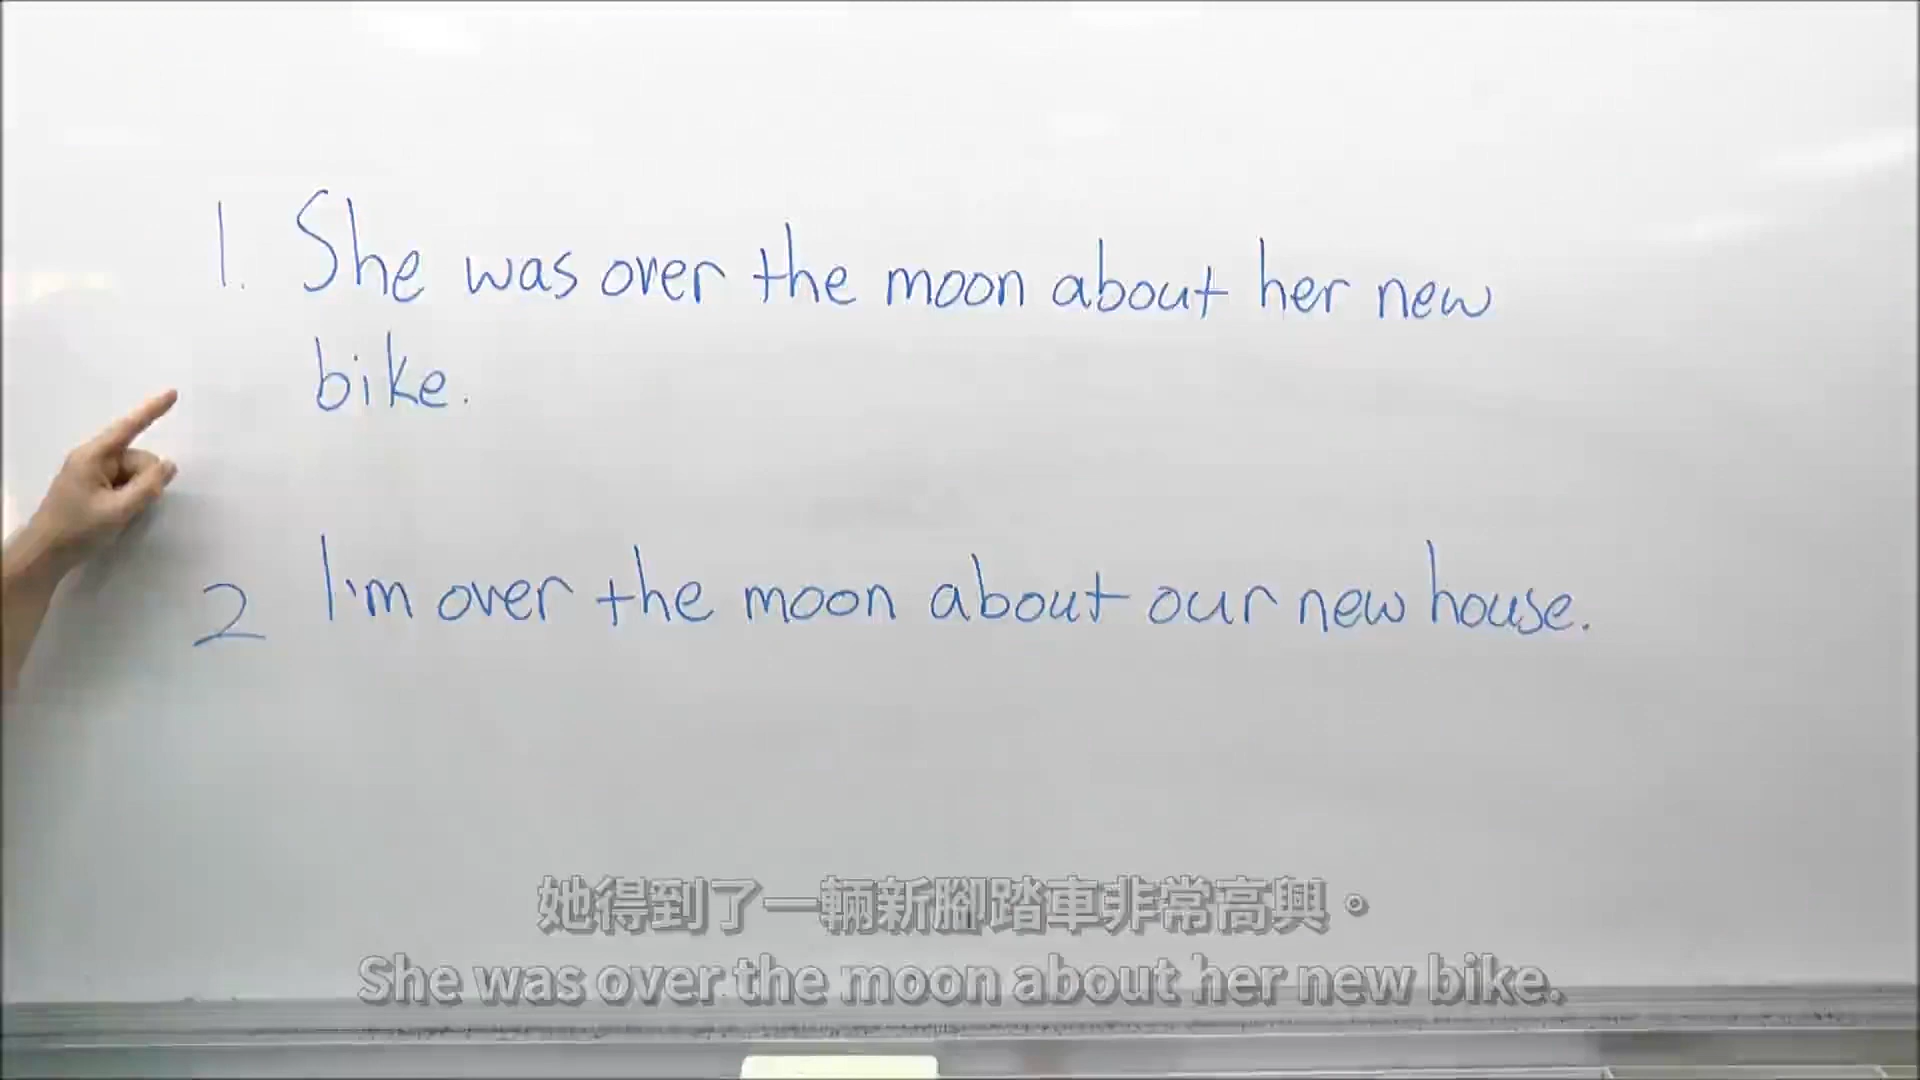 1. She was over the moon about her new
bike.
2 I'm over the moon about our new house.
她得到了一輛新腳踏車非常高興。
She was over the moon about her new bike.